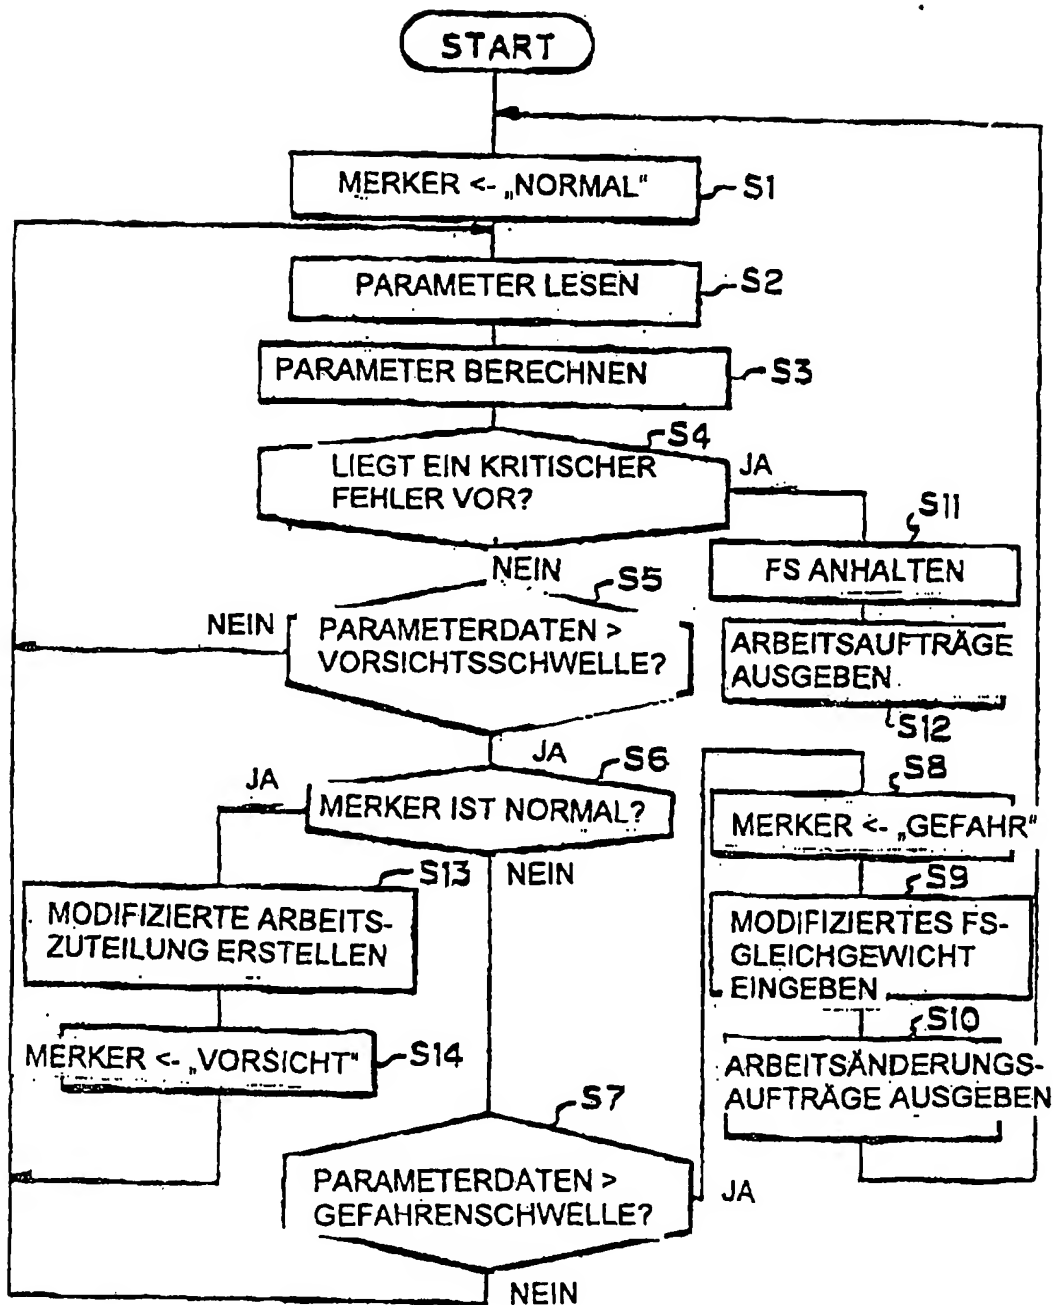 START
MERKER <- „NORMAL“
S1
PARAMETER LESEN
S2
PARAMETER BERECHNEN
S3
S4
LIEGT EIN KRITISCHER
FEHLER VOR?
JA
NEIN
S11
FS ANHALTEN
ARBEITSAUFTRÄGE
AUSGEBEN
S12
S5
NEIN
PARAMETERDATEN >
VORSICHTSSCHWELLE?
JA
S6
JA
MERKER IST NORMAL?
NEIN
S13
MODIFIZIERTE ARBEITS-
ZUTEILUNG ERSTELLEN
MERKER <- „VORSICHT“
S14
S7
PARAMETERDATEN >
GEFAHRENSCHWELLE?
JA
NEIN
S8
MERKER <- „GEFAHR“
S9
MODIFIZIERTES FS-
GLEICHGEWICHT
EINGEBEN
S10
ARBEITSÄNDERUNGS-
AUFTRÄGE AUSGEBEN